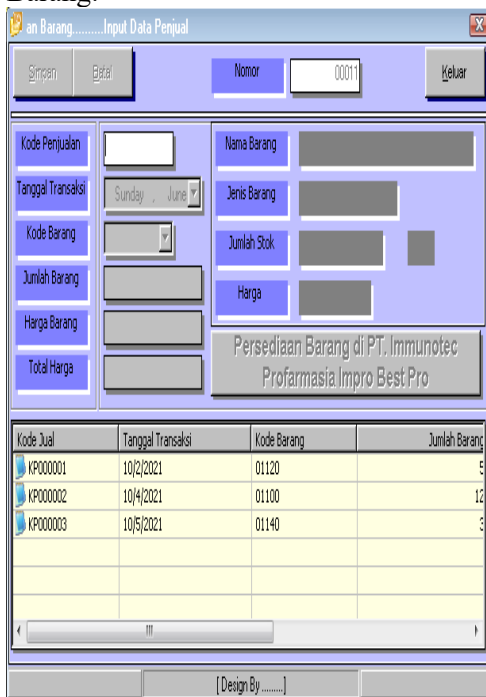 Barang.
an Barang..........Input Data Penjual
Simpan Batal Nomor 00011 Keluar
Kode Penjualan
Nama Barang
Tanggal Transaksi Sunday , June
Jenis Barang
Kode Barang
Jumlah Stok
Jumlah Barang
Harga
Harga Barang
Total Harga
Persediaan Barang di PT. Immunotec
Profarmasia Impro Best Pro
Kode Jual Tanggal Transaksi Kode Barang Jumlah Barang
KP000001 10/2/2021 01120 5
KP000002 10/4/2021 01100 12
KP000003 10/5/2021 01140 3
[ Design By .........]